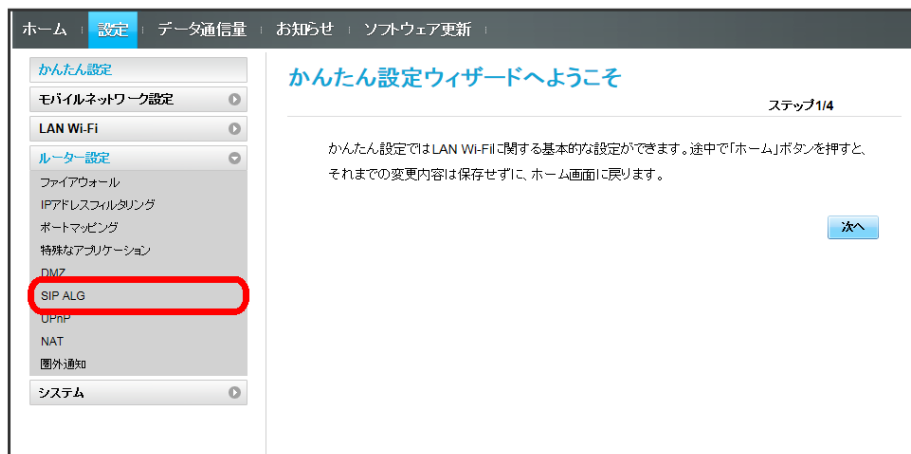 ホーム 設定 データ通信量 お知らせ ソフトウェア更新
かんたん設定
モバイルネットワーク設定
LAN Wi-Fi
ルーター設定
ファイアウォール
IPアドレスフィルタリング
ポートマッピング
特殊なアプリケーション
DMZ
SIP ALG
UPnP
NAT
圏外通知
システム
かんたん設定ウィザードへようこそ
ステップ1/4
かんたん設定ではLAN Wi-Fiに関する基本的な設定ができます。途中で「ホーム」ボタンを押すと、
それまでの変更内容は保存せずに、ホーム画面に戻ります。
次へ